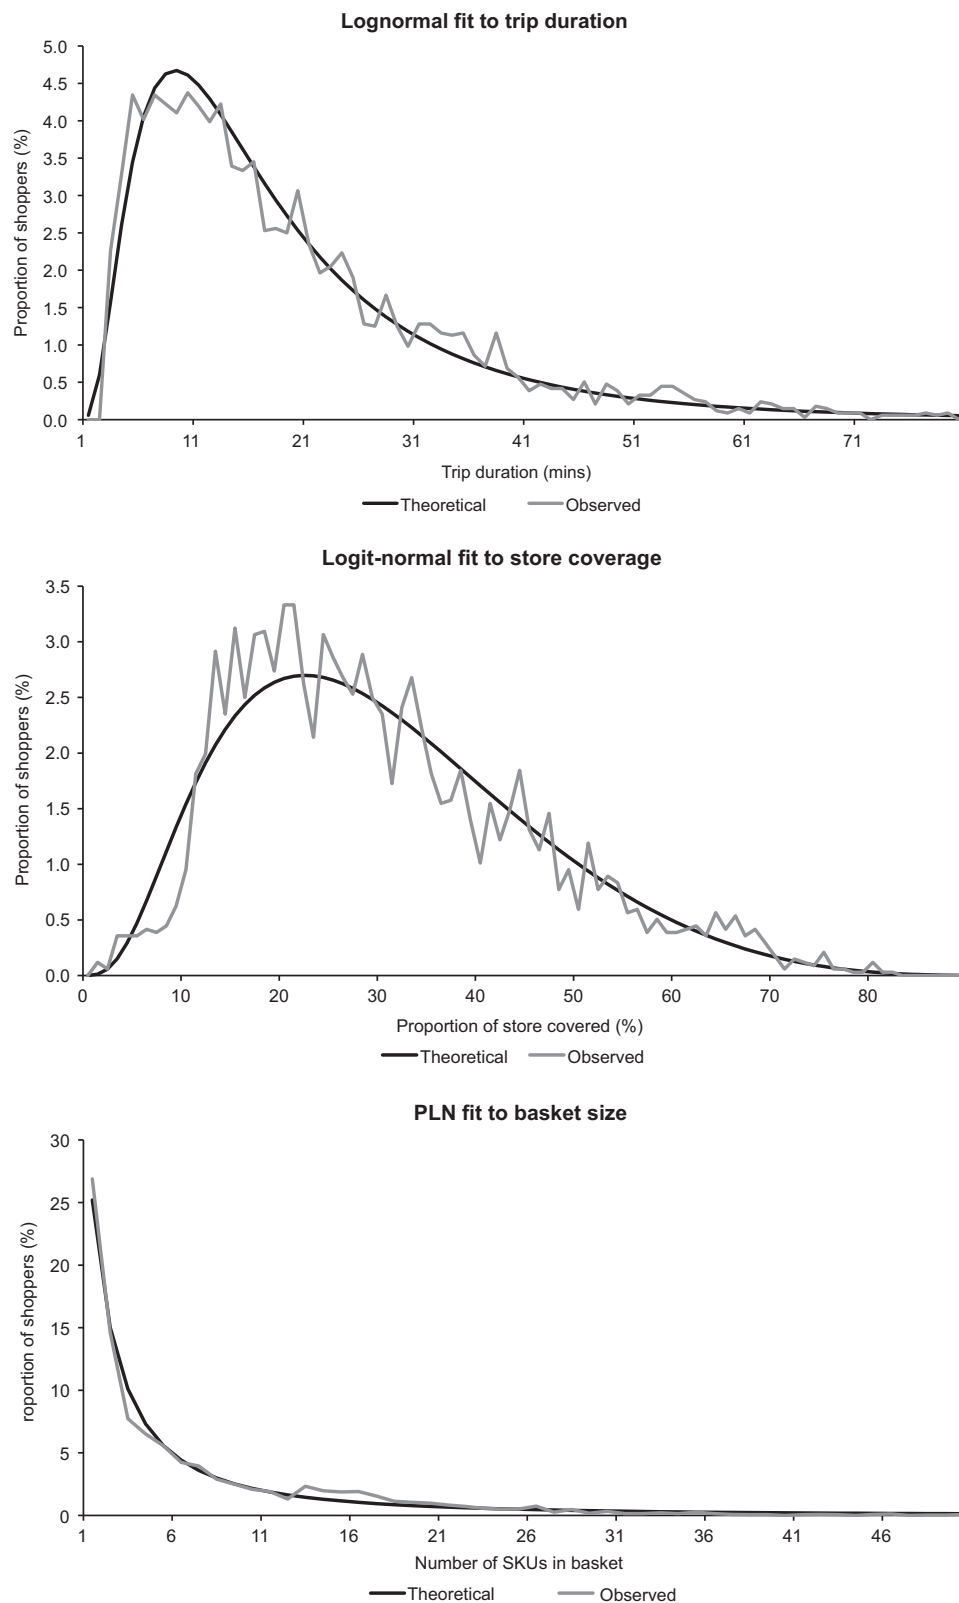 Lognormal fit to trip duration
5.0
4.5
4.0
3.5
3.0
2.5
2.0
1.5
1.0
0.5
0.0
Proportion of shoppers (%)
1 11 21 31 41 51 61 71
Trip duration (mins)
Theoretical Observed
Logit-normal fit to store coverage
3.5
3.0
2.5
2.0
1.5
1.0
0.5
0.0
Proportion of shoppers (%)
0 10 20 30 40 50 60 70 80
Proportion of store covered (%)
Theoretical Observed
PLN fit to basket size
30
25
20
15
10
5
0
roportion of shoppers (%)
1 6 11 16 21 26 31 36 41 46
Number of SKUs in basket
Theoretical Observed